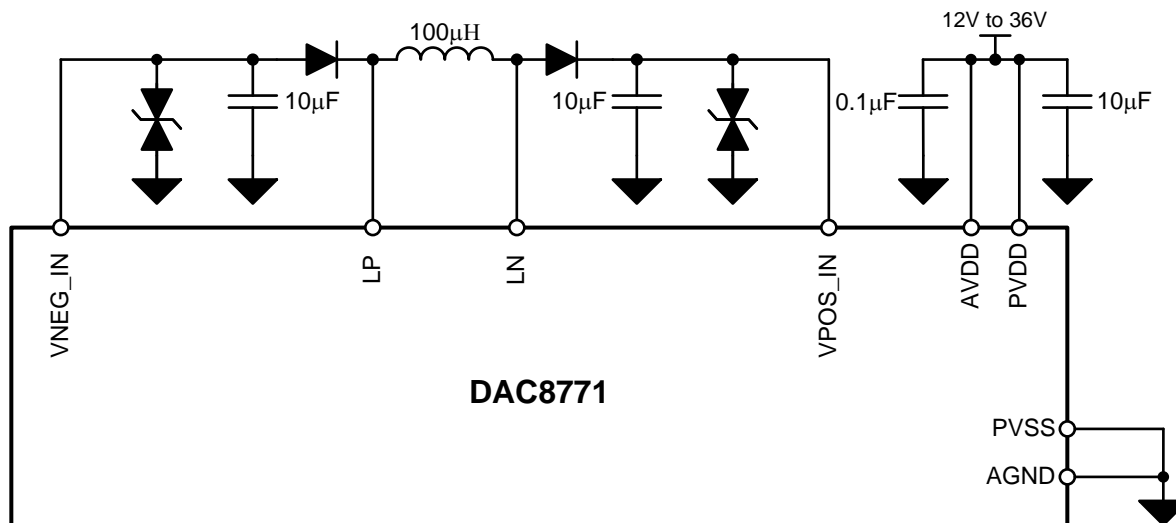 12V to 36V
100μH
10μF
10μF
0.1μF
10μF
VNEG_IN
LP
LN
VPOS_IN
AVDD
PVDD
DAC8771
PVSS
AGND